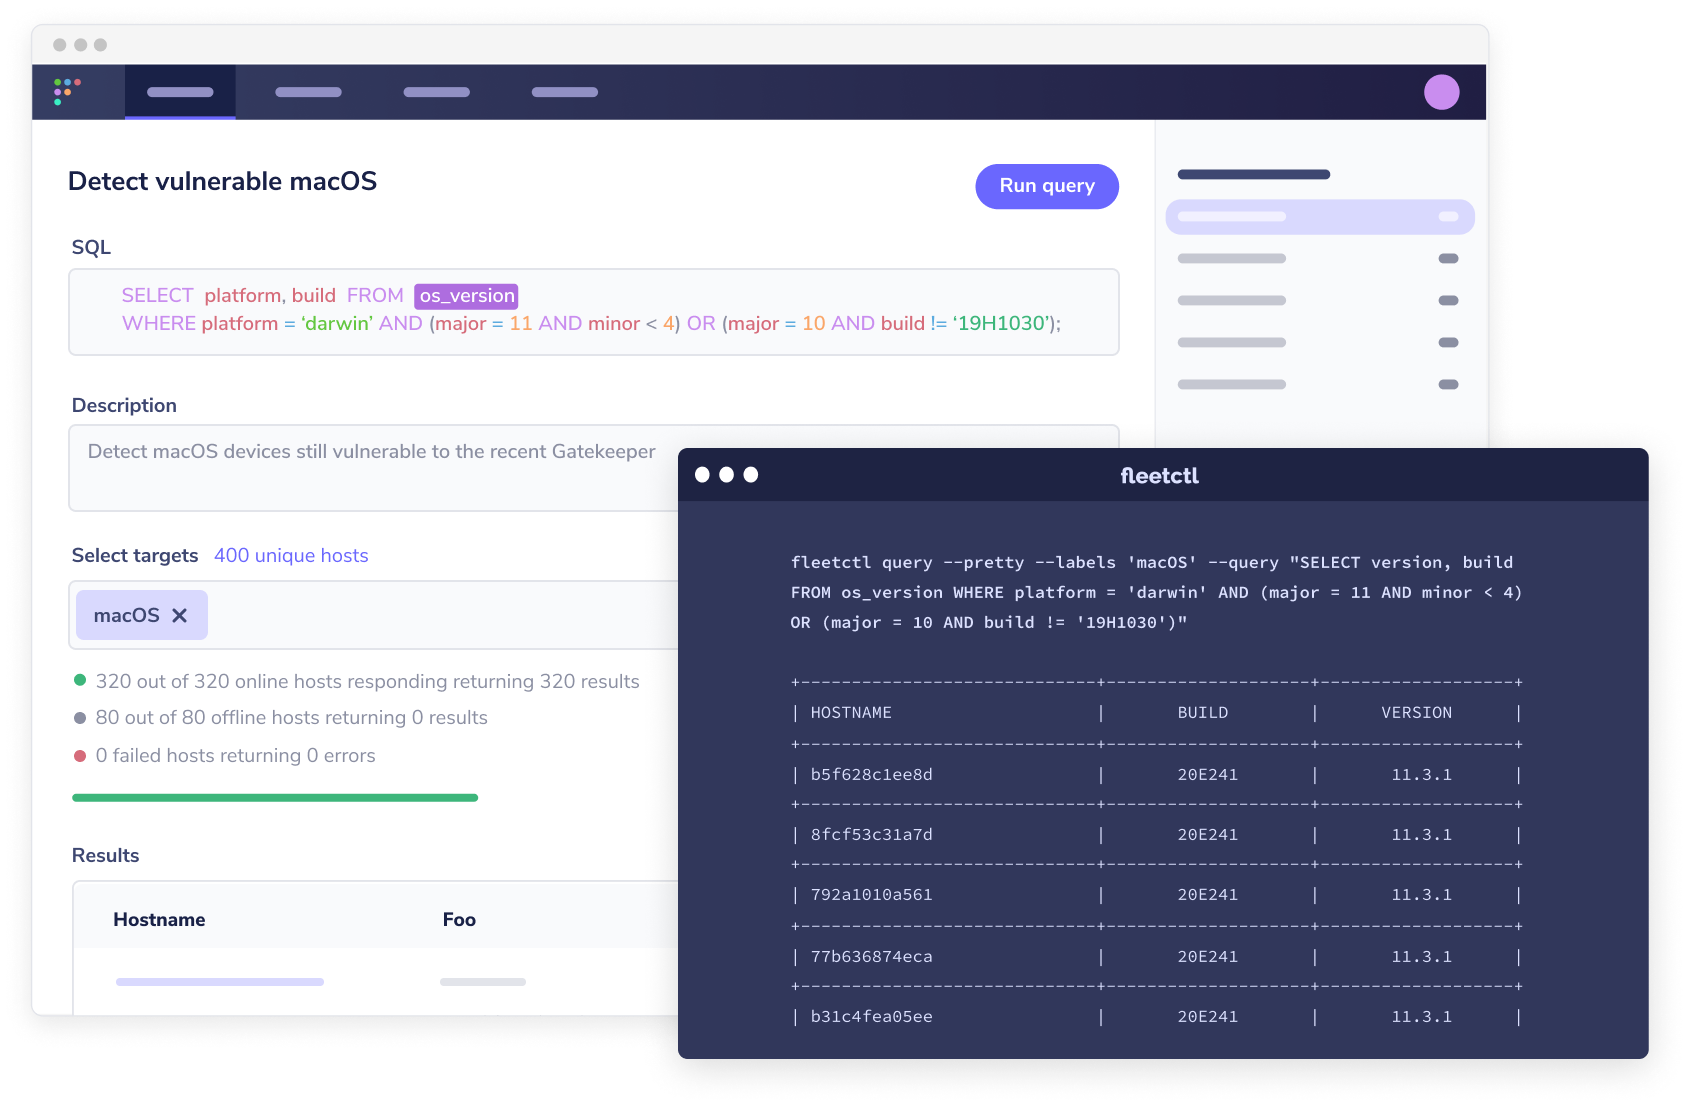 Detect vulnerable macOS
Run query
SQL
SELECT platform, build FROM os_version
WHERE platform = ‘darwin’ AND (major = 11 AND minor < 4) OR (major = 10 AND build != ‘19H1030’);
Description
Detect macOS devices still vulnerable to the recent Gatekeeper
Select targets 400 unique hosts
macOS ✕
320 out of 320 online hosts responding returning 320 results
80 out of 80 offline hosts returning 0 results
0 failed hosts returning 0 errors
Results
Hostname Foo
fleetctl
fleetctl query --pretty --labels 'macOS' --query "SELECT version, build
FROM os_version WHERE platform = 'darwin' AND (major = 11 AND minor < 4)
OR (major = 10 AND build != '19H1030')"
+-----------------------------+--------------------+-------------------+
| HOSTNAME | BUILD | VERSION |
+-----------------------------+--------------------+-------------------+
| b5f628c1ee8d | 20E241 | 11.3.1 |
+-----------------------------+--------------------+-------------------+
| 8fcf53c31a7d | 20E241 | 11.3.1 |
+-----------------------------+--------------------+-------------------+
| 792a1010a561 | 20E241 | 11.3.1 |
+-----------------------------+--------------------+-------------------+
| 77b636874eca | 20E241 | 11.3.1 |
+-----------------------------+--------------------+-------------------+
| b31c4fea05ee | 20E241 | 11.3.1 |